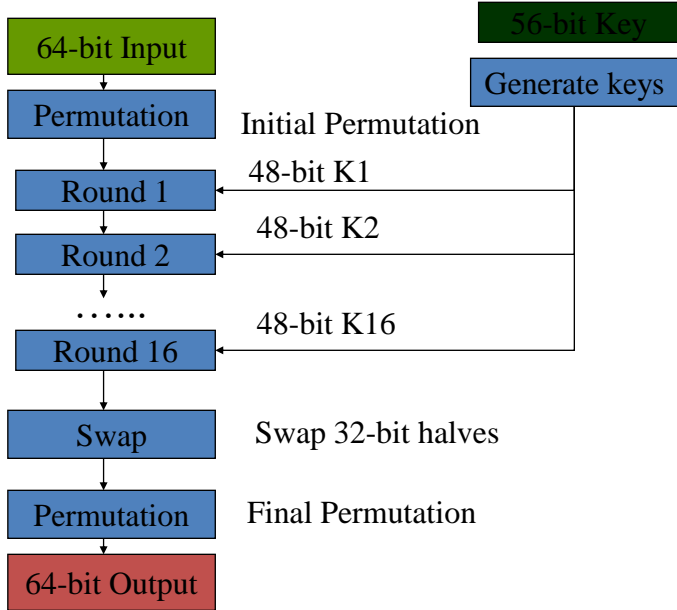 64-bit Input
56-bit Key
Generate keys
Permutation
Initial Permutation
48-bit K1
Round 1
48-bit K2
Round 2
…...
48-bit K16
Round 16
Swap
Swap 32-bit halves
Permutation
Final Permutation
64-bit Output